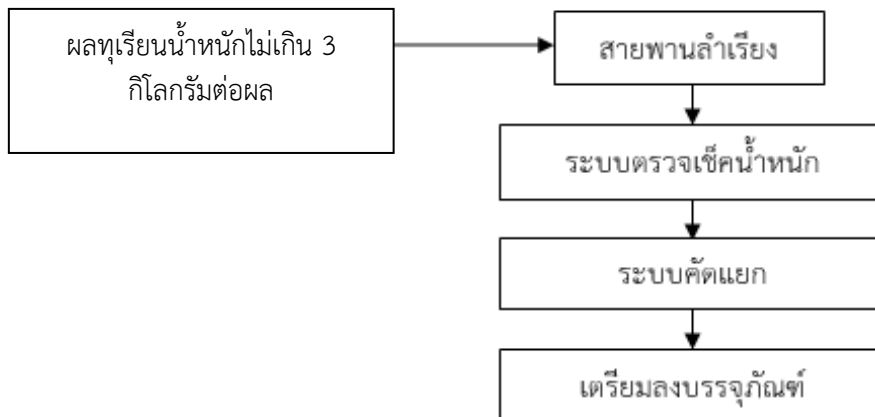 ผลทุเรียนน้ำหนักไม่เกิน 3
กิโลกรัมต่อผล
สายพานลำเรียง
ระบบตรวจเช็คน้ำหนัก
ระบบคัดแยก
เตรียมลงบรรจุภัณฑ์